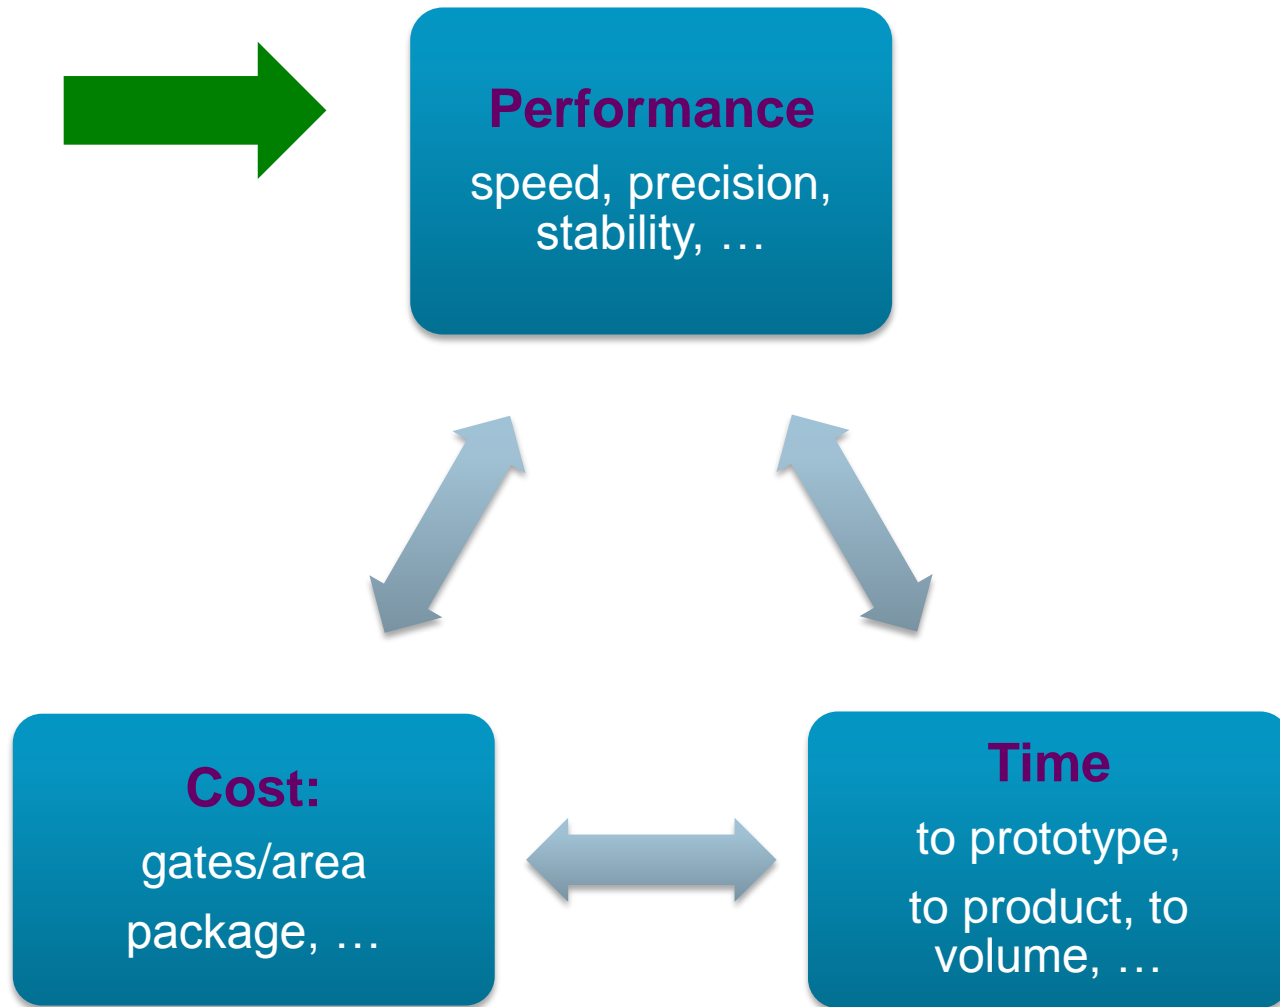 Performance
speed, precision,
stability, …
Cost:
gates/area
package, …
Time
to prototype,
to product, to
volume, …